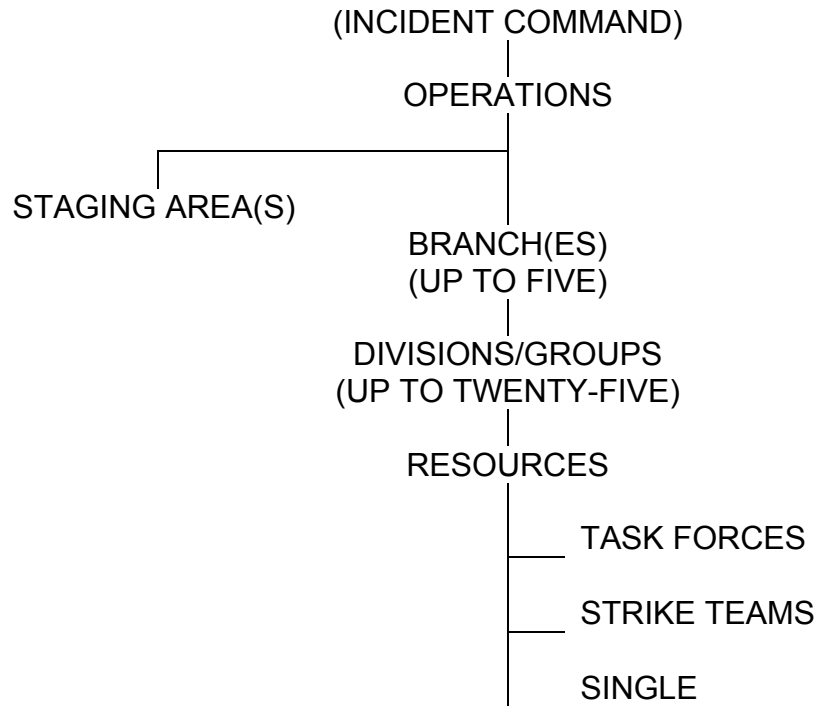 (INCIDENT COMMAND)
OPERATIONS
STAGING AREA(S)
BRANCH(ES)
(UP TO FIVE)
DIVISIONS/GROUPS
(UP TO TWENTY-FIVE)
RESOURCES
TASK FORCES
STRIKE TEAMS
SINGLE